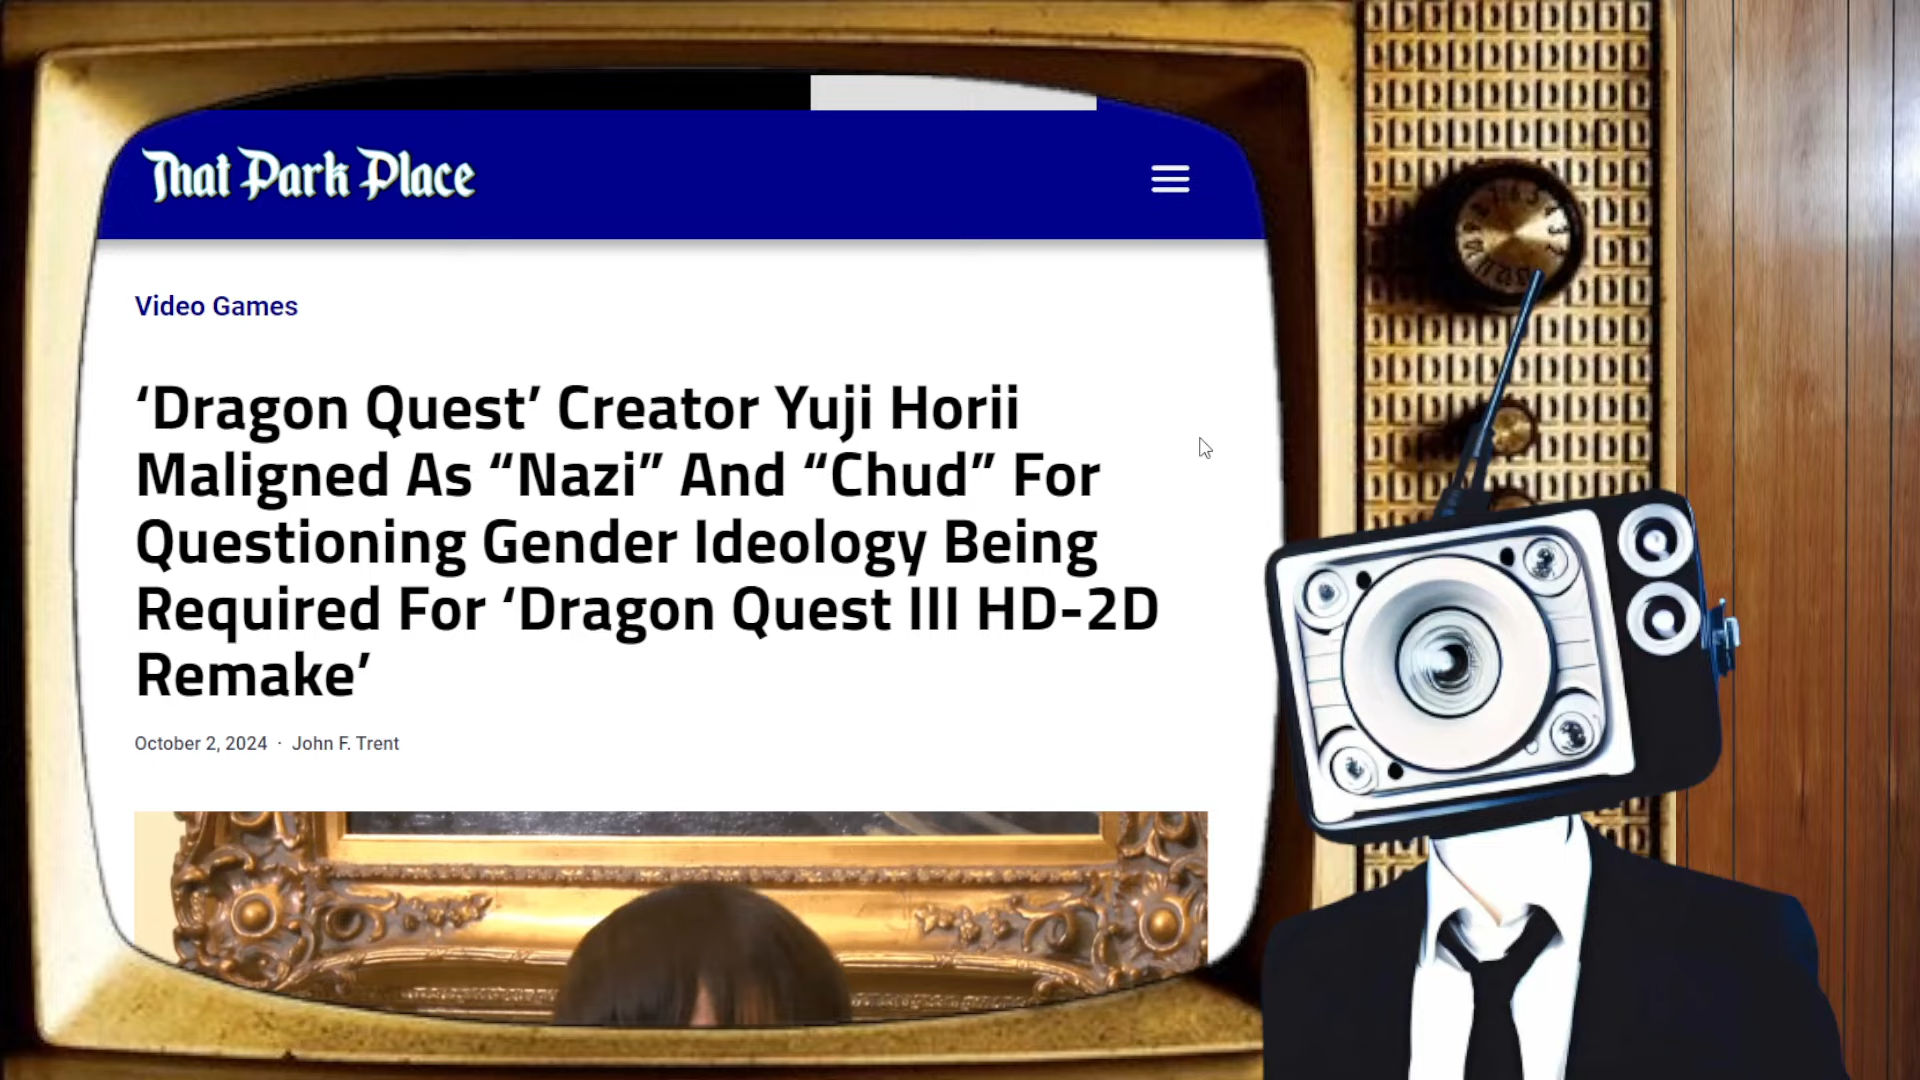 That Park Place
Video Games
‘Dragon Quest’ Creator Yuji Horii
Maligned As “Nazi” And “Chud” For
Questioning Gender Ideology Being
Required For ‘Dragon Quest III HD-2D
Remake’
October 2, 2024 · John F. Trent